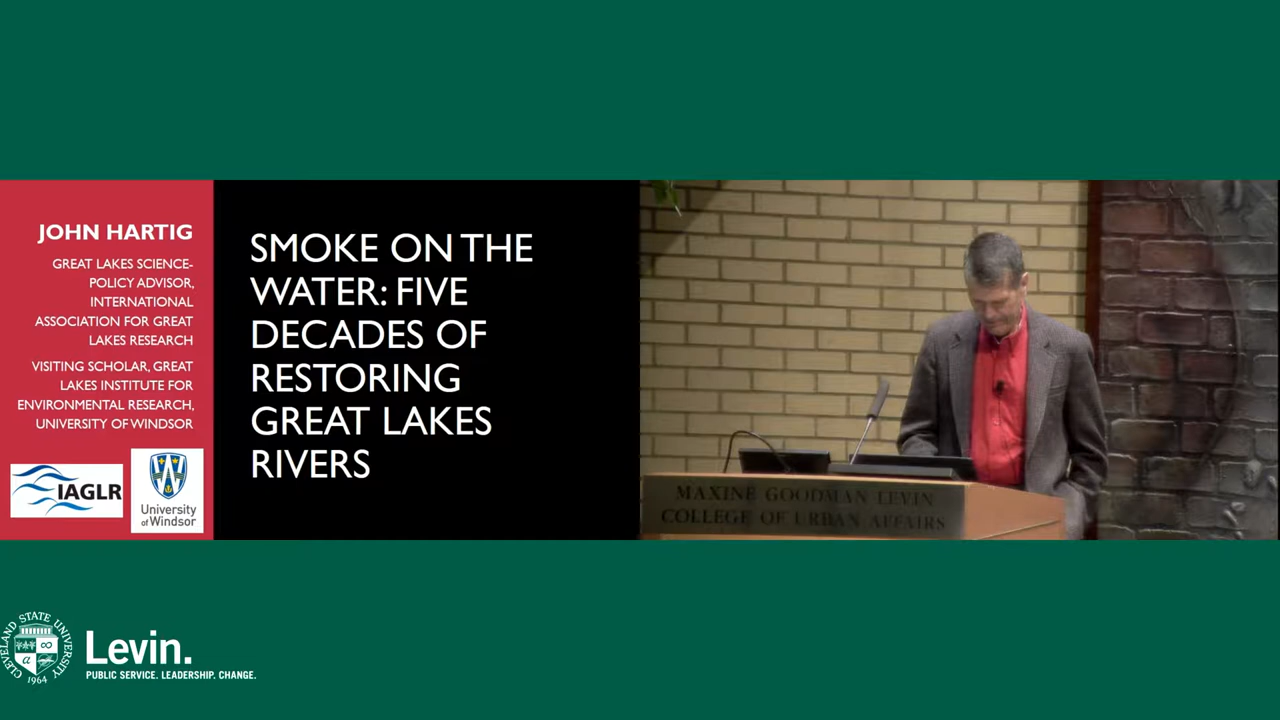 JOHN HARTIG
GREAT LAKES SCIENCE-
POLICY ADVISOR,
INTERNATIONAL
ASSOCIATION FOR GREAT
LAKES RESEARCH
VISITING SCHOLAR, GREAT
LAKES INSTITUTE FOR
ENVIRONMENTAL RESEARCH,
UNIVERSITY OF WINDSOR
IAGLR
University
of Windsor
SMOKE ON THE
WATER: FIVE
DECADES OF
RESTORING
GREAT LAKES
RIVERS
MAXINE GOODMAN LEVIN
COLLEGE OF URBAN AFFAIRS
CLEVELAND STATE UNIVERSITY
1964
Levin.
PUBLIC SERVICE. LEADERSHIP. CHANGE.